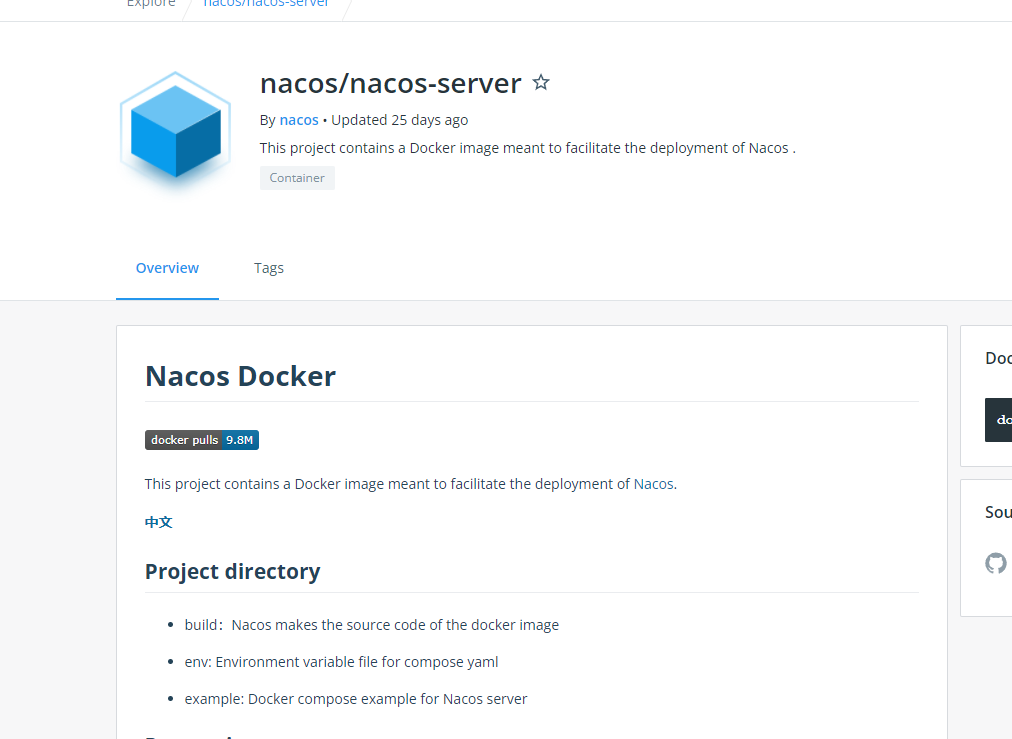 Explore
nacos/nacos-server
nacos/nacos-server
By nacos • Updated 25 days ago
This project contains a Docker image meant to facilitate the deployment of Nacos .
Container
Overview
Tags
Nacos Docker
docker pulls 9.8M
This project contains a Docker image meant to facilitate the deployment of Nacos.
中文
Project directory
build：Nacos makes the source code of the docker image
env: Environment variable file for compose yaml
example: Docker compose example for Nacos server
Doc
do
Sou